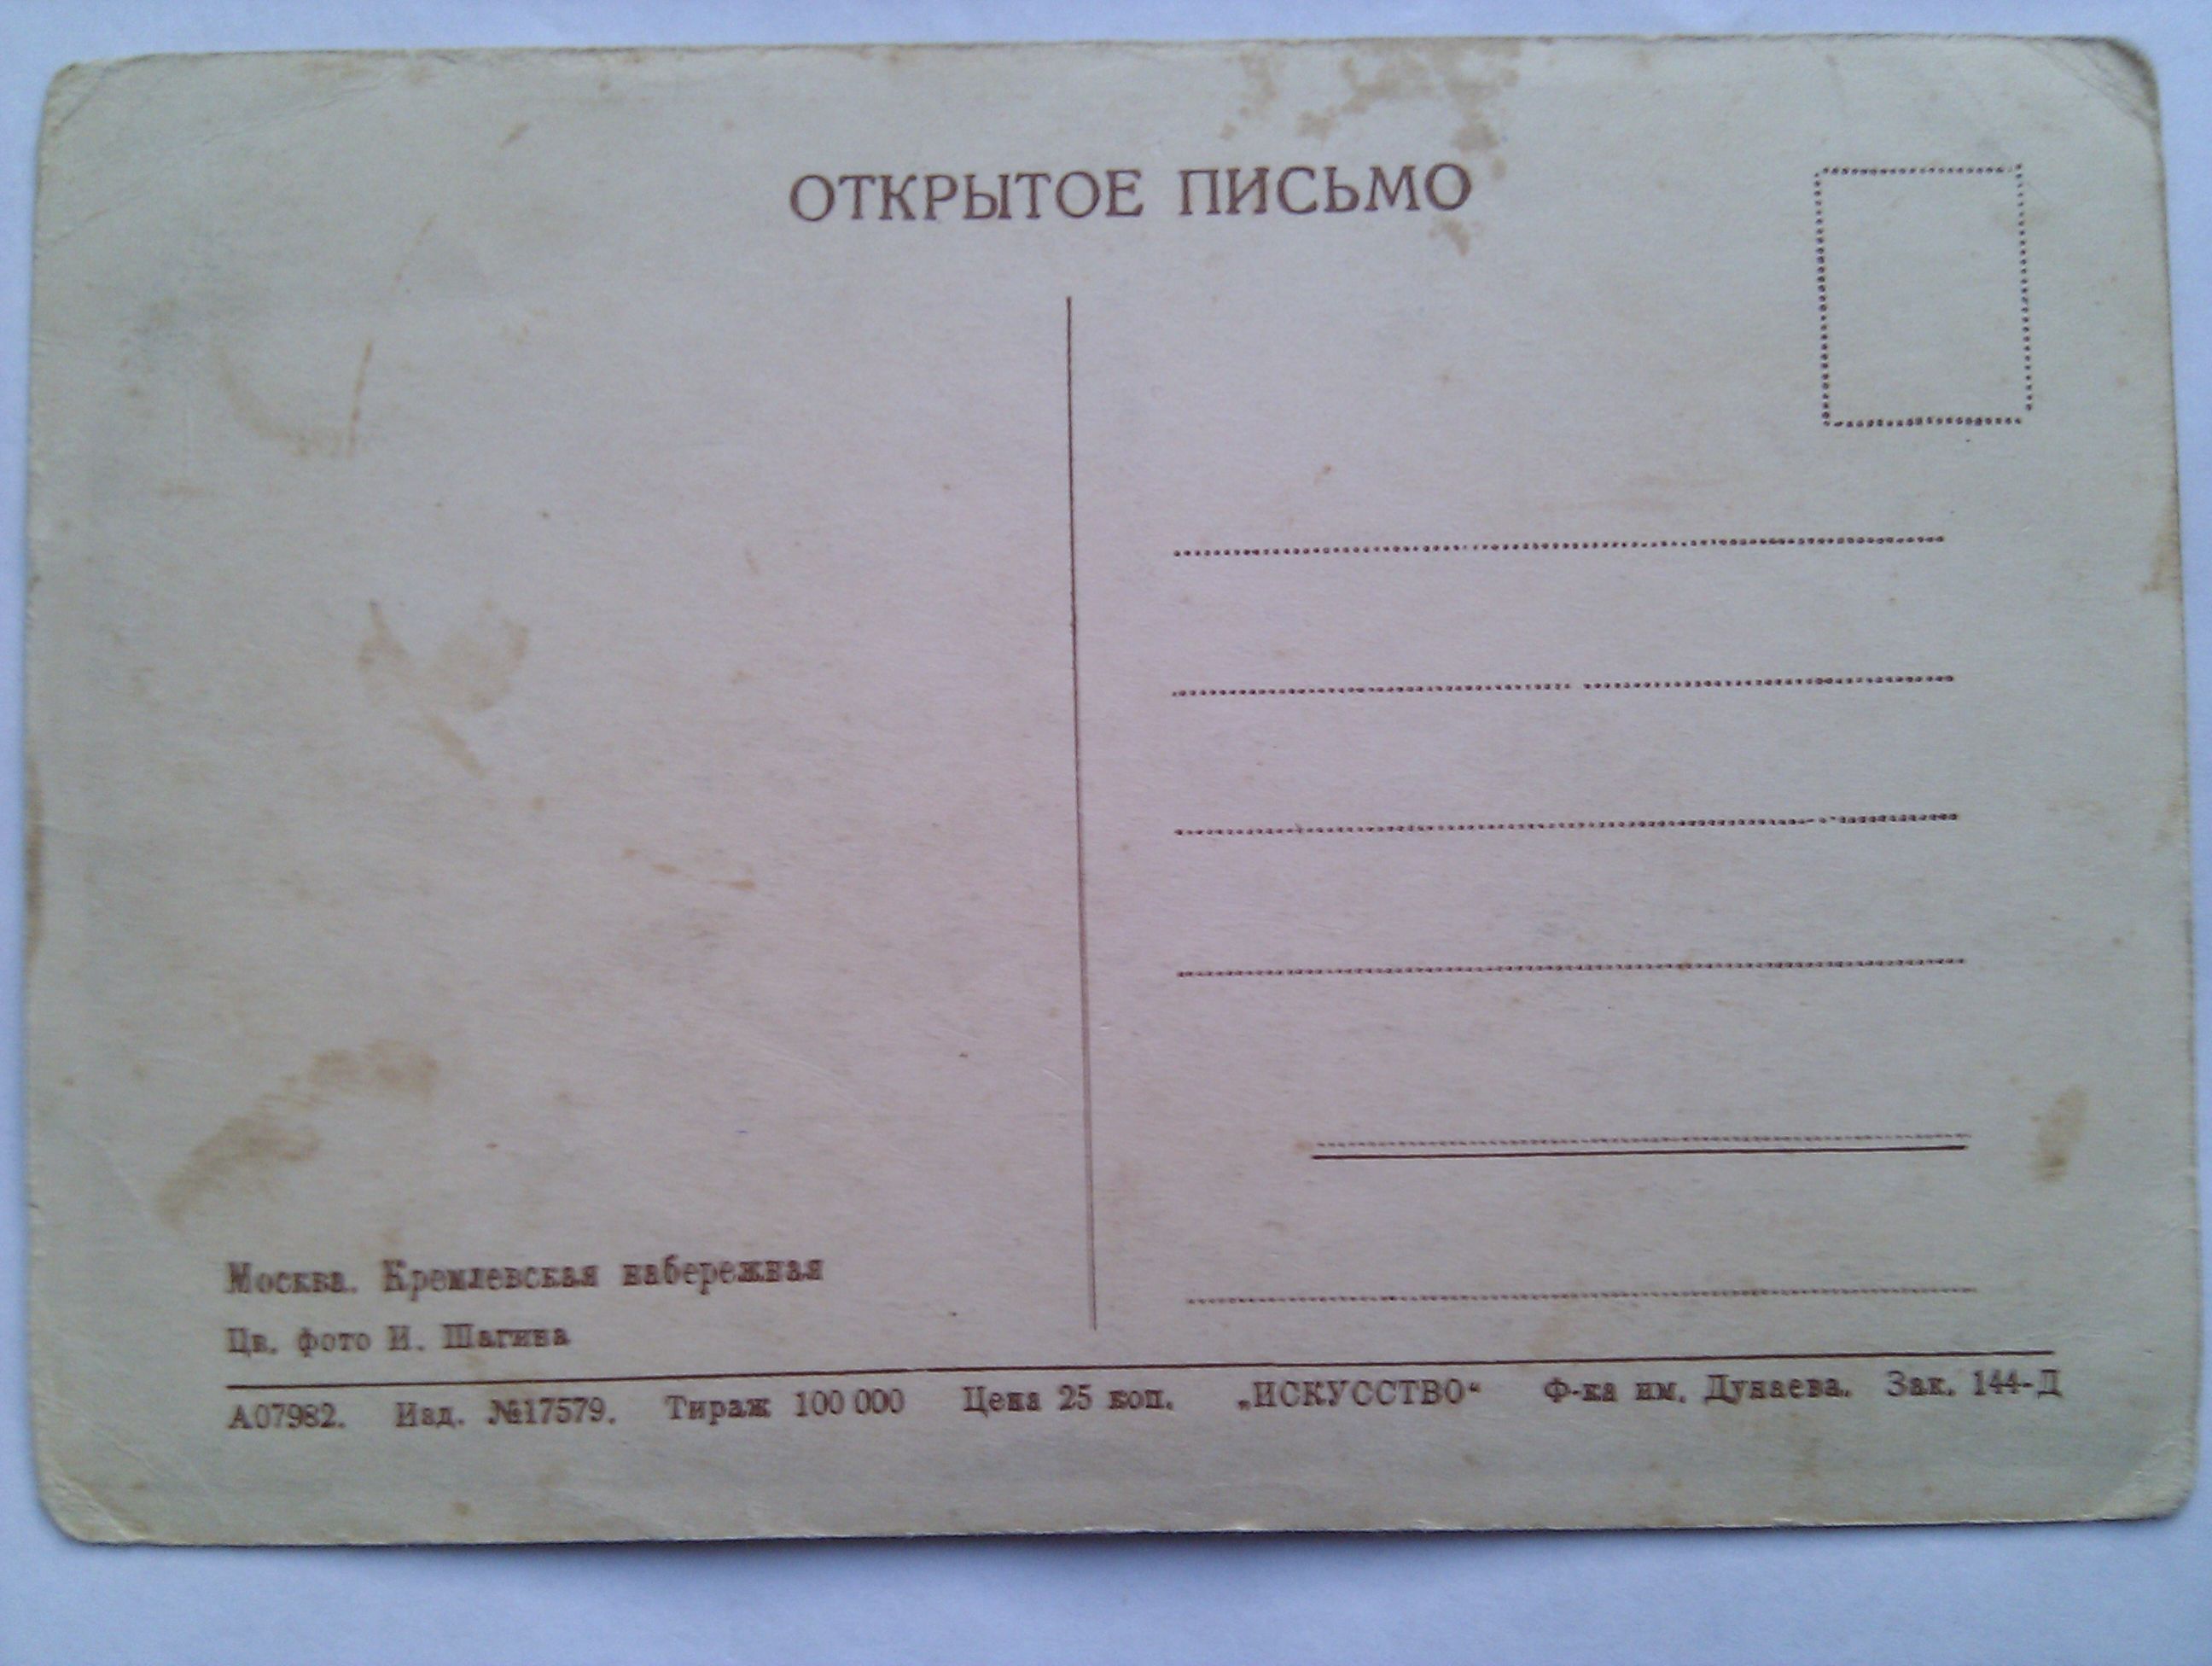 ОТКРЫТОЕ ПИСЬМО
Москва. Кремлевская набережная
Цв. фото И. Шагина
А07982. Изд. №17579. Тираж 100 000 Цена 25 коп. „ИСКУССТВО“ Ф-ка им. Дунаева. Зак. 144-Д